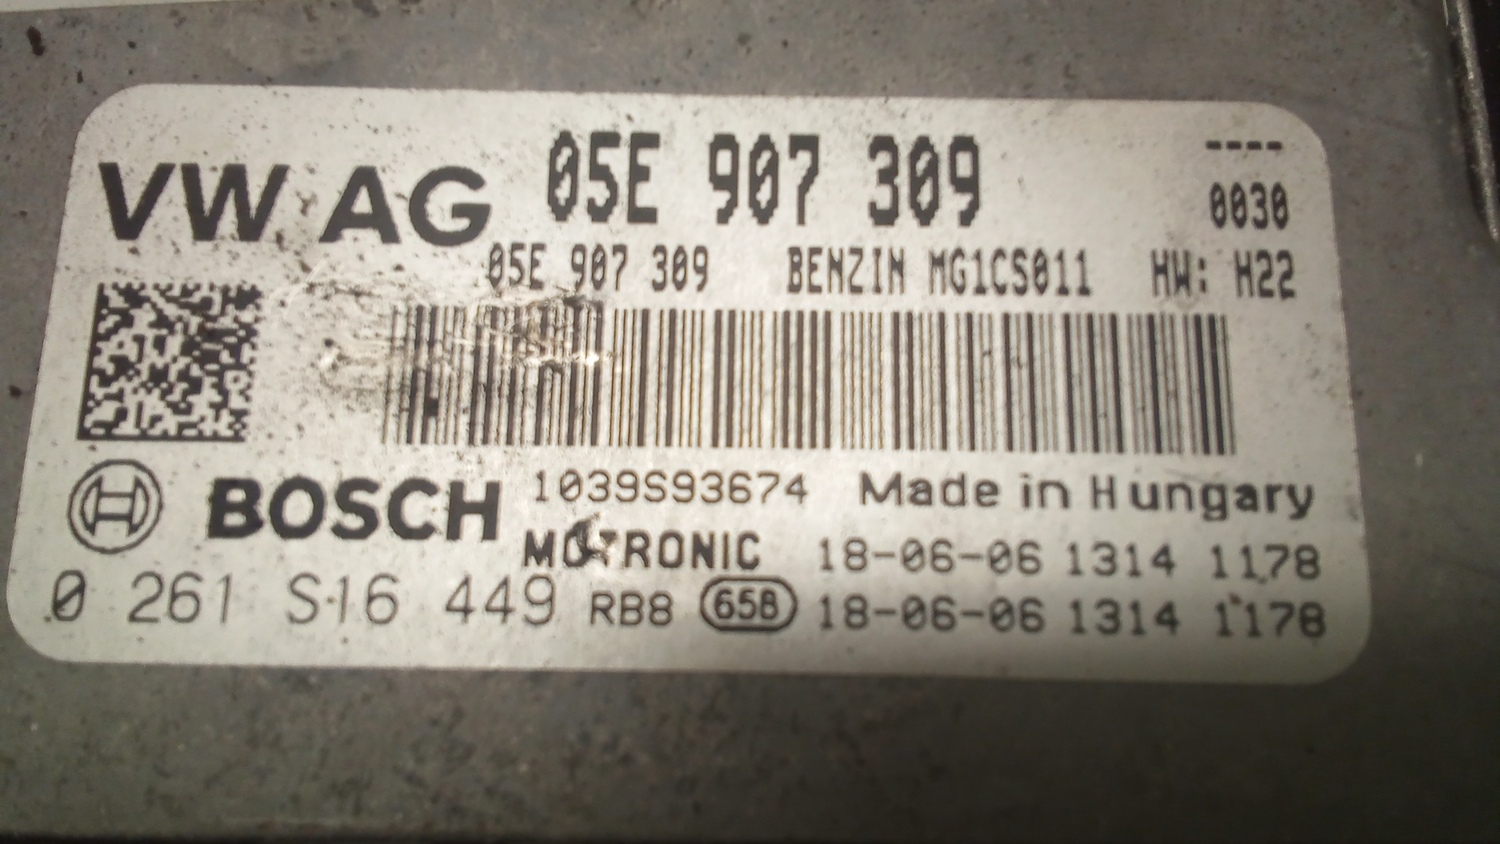 VW AG 05E 907 309 ----
0030
05E 907 309 BENZIN MG1CS011 HW: H22
BOSCH 1039S93674 Made in Hungary
MOTRONIC 18-06-06 1314 1178
0 261 S16 449 RB8 65B 18-06-06 1314 1178